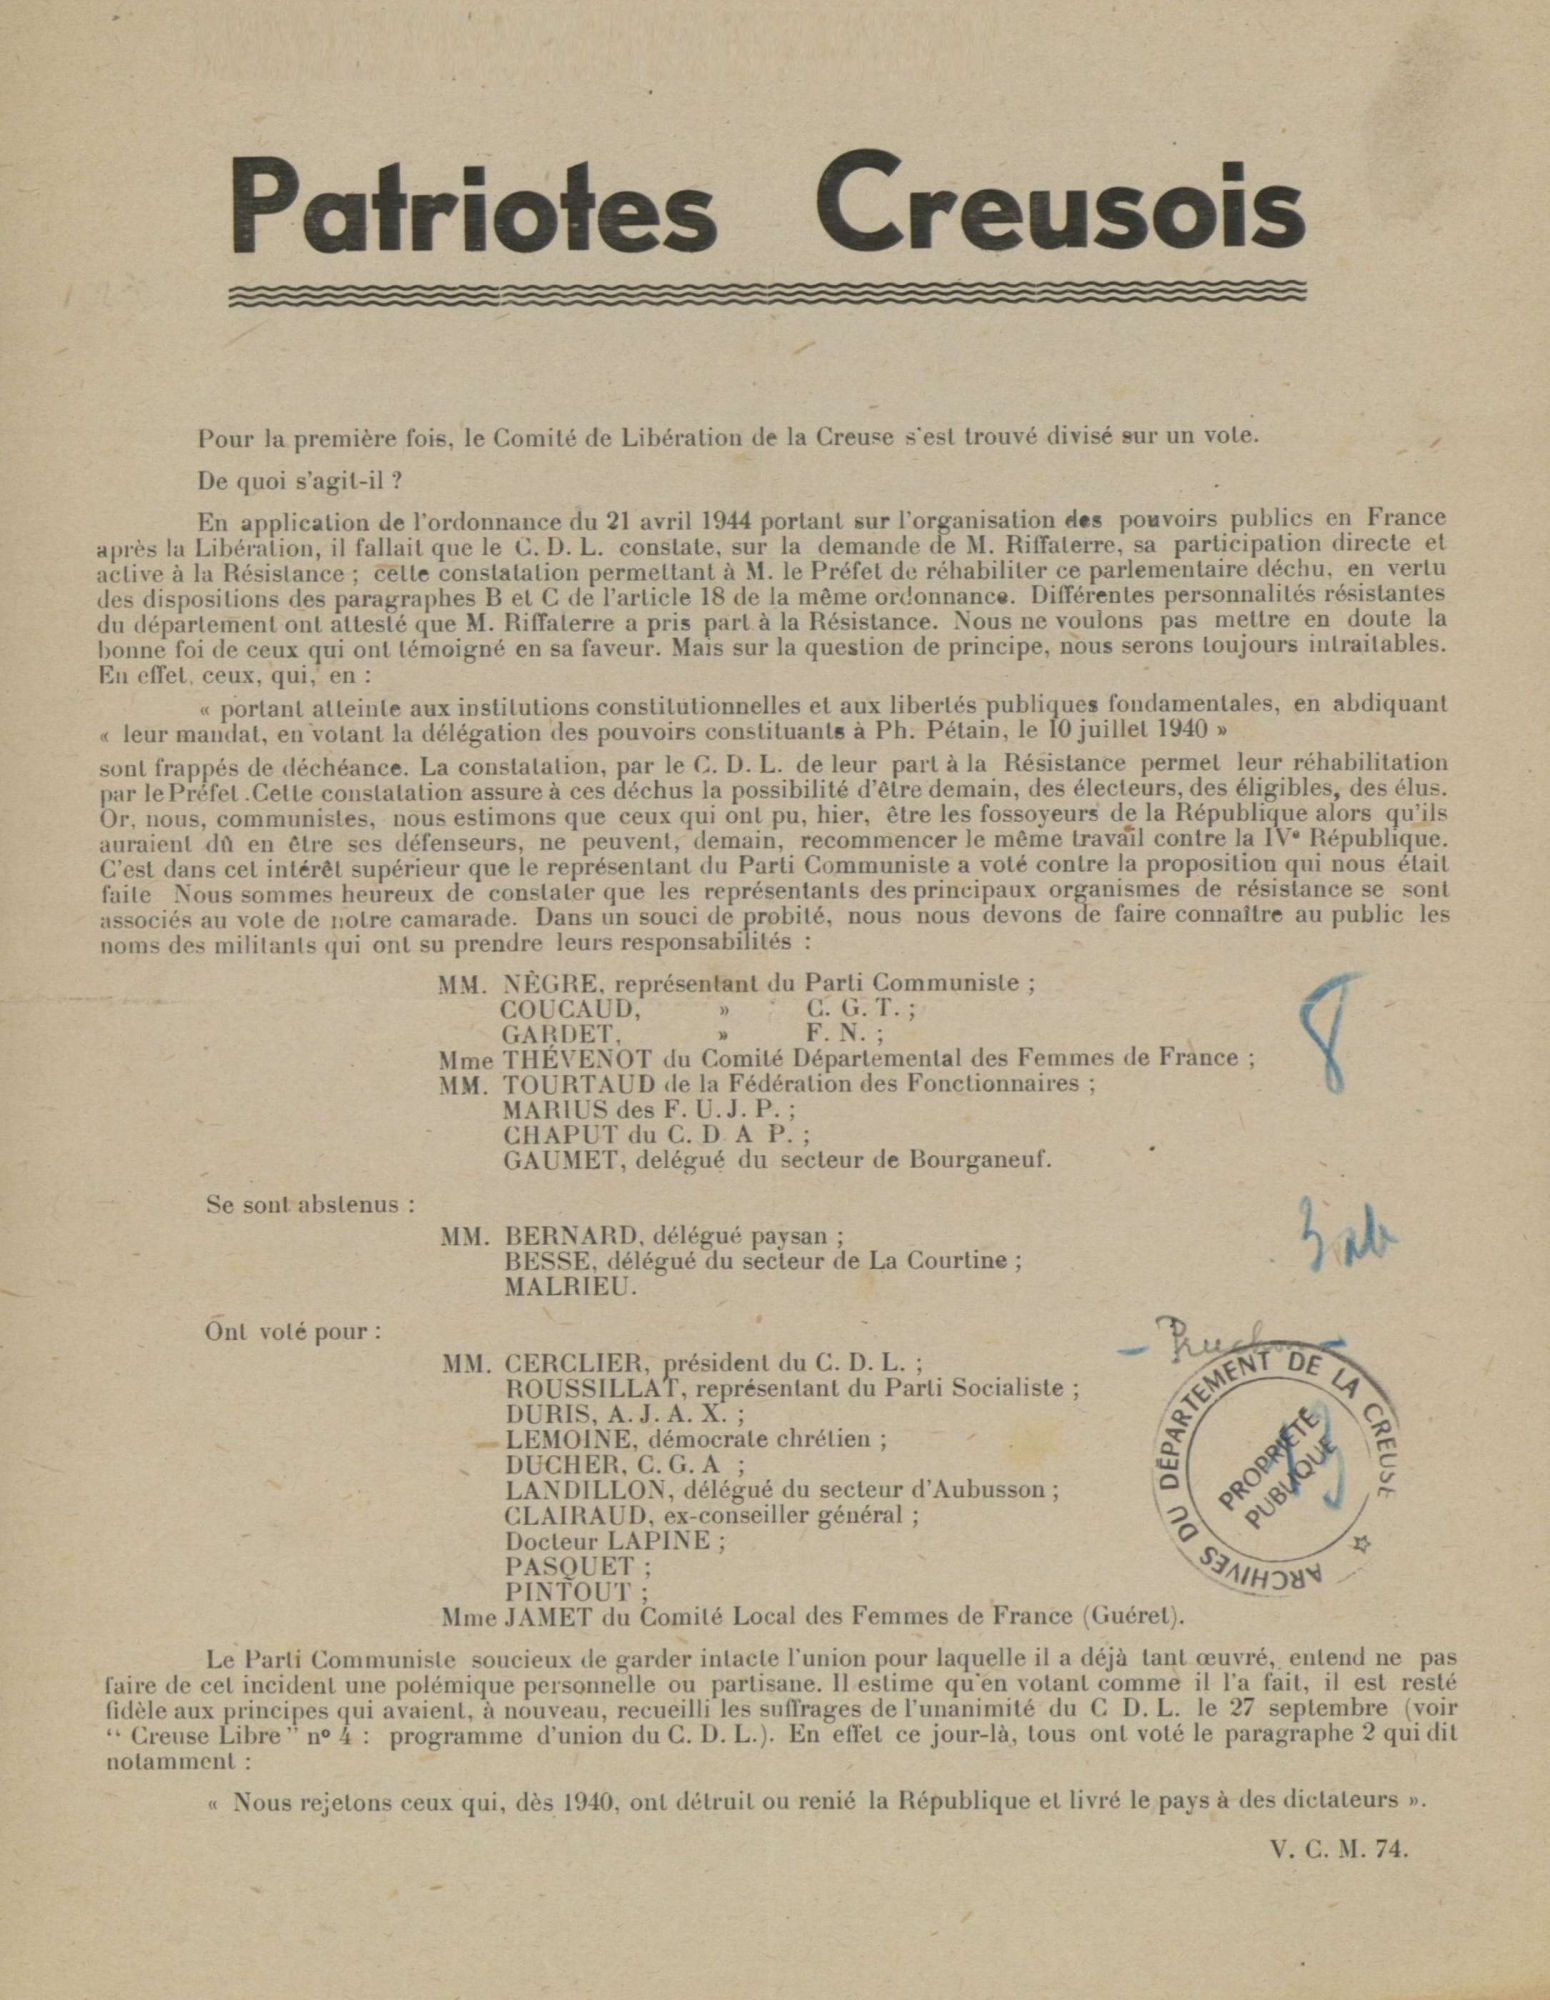 Patriotes Creusois
Pour la première fois, le Comité de Libération de la Creuse s'est trouvé divisé sur un vote.
De quoi s'agit-il ?
En application de l'ordonnance du 21 avril 1944 portant sur l'organisation des pouvoirs publics en France
après la Libération, il fallait que le C. D. L. constate, sur la demande de M. Riffaterre, sa participation directe et
active à la Résistance ; cette constatation permettant à M. le Préfet de réhabiliter ce parlementaire déchu, en vertu
des dispositions des paragraphes B et C de l'article 18 de la même ordonnance. Différentes personnalités résistantes
du département ont attesté que M. Riffaterre a pris part à la Résistance. Nous ne voulons pas mettre en doute la
bonne foi de ceux qui ont témoigné en sa faveur. Mais sur la question de principe, nous serons toujours intraitables.
En effet, ceux, qui, en :
« portant atteinte aux institutions constitutionnelles et aux libertés publiques fondamentales, en abdiquant
« leur mandat, en votant la délégation des pouvoirs constituants à Ph. Pétain, le 10 juillet 1940 »
sont frappés de déchéance. La constatation, par le C. D. L. de leur part à la Résistance permet leur réhabilitation
par le Préfet .Cette constatation assure à ces déchus la possibilité d'être demain, des électeurs, des éligibles, des élus.
Or, nous, communistes, nous estimons que ceux qui ont pu, hier, être les fossoyeurs de la République alors qu'ils
auraient dû en être ses défenseurs, ne peuvent, demain, recommencer le même travail contre la IVe République.
C'est dans cet intérêt supérieur que le représentant du Parti Communiste a voté contre la proposition qui nous était
faite Nous sommes heureux de constater que les représentants des principaux organismes de résistance se sont
associés au vote de notre camarade. Dans un souci de probité, nous nous devons de faire connaître au public les
noms des militants qui ont su prendre leurs responsabilités :
MM. NÈGRE, représentant du Parti Communiste ;
COUCAUD, » C. G. T. ;
GARDET, » F. N. ;
Mme THÉVENOT du Comité Départemental des Femmes de France ;
MM. TOURTAUD de la Fédération des Fonctionnaires ;
MARIUS des F. U. J. P. ;
CHAPUT du C. D A P. ;
GAUMET, delégué du secteur de Bourganeuf.
8
Se sont abstenus :
MM. BERNARD, délégué paysan ;
BESSE, délégué du secteur de La Courtine ;
MALRIEU.
3 ab
Ont voté pour :
MM. CERCLIER, président du C. D. L. ;
ROUSSILLAT, représentant du Parti Socialiste ;
DURIS, A. J. A. X. ;
LEMOINE, démocrate chrétien ;
DUCHER, C. G. A ;
LANDILLON, délégué du secteur d'Aubusson ;
CLAIRAUD, ex-conseiller général ;
Docteur LAPINE ;
PASQUET ;
PINTOUT ;
Mme JAMET du Comité Local des Femmes de France (Guéret).
ARCHIVES DU DÉPARTEMENT DE LA CREUSE
PROPRIÉTÉ
PUBLIQUE
Le Parti Communiste soucieux de garder intacte l'union pour laquelle il a déjà tant œuvré, entend ne pas
faire de cet incident une polémique personnelle ou partisane. Il estime qu'en votant comme il l'a fait, il est resté
fidèle aux principes qui avaient, à nouveau, recueilli les suffrages de l'unanimité du C D. L. le 27 septembre (voir
“ Creuse Libre ” n° 4 : programme d'union du C. D. L.). En effet ce jour-là, tous ont voté le paragraphe 2 qui dit
notamment :
« Nous rejetons ceux qui, dès 1940, ont détruit ou renié la République et livré le pays à des dictateurs ».
V. C. M. 74.